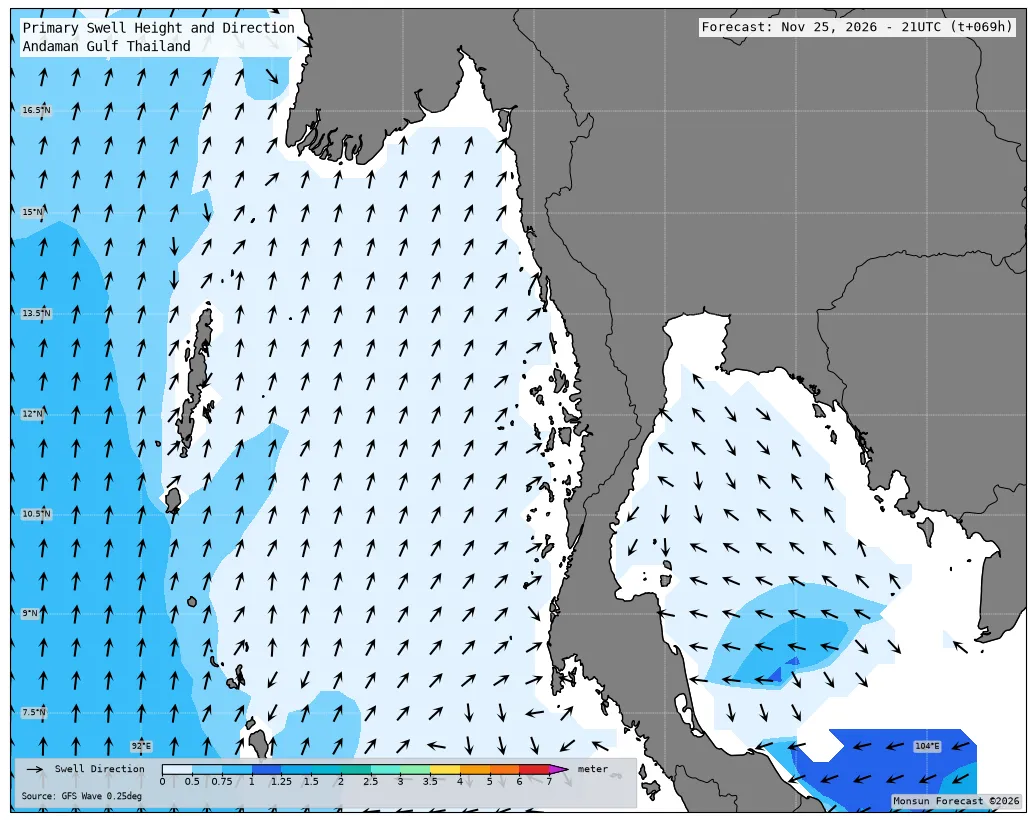 Primary Swell Height and Direction
Andaman Gulf Thailand
Forecast: Nov 25, 2026 - 21UTC (t+069h)
16.5°N
15°N
13.5°N
12°N
10.5°N
9°N
7.5°N
92°E
104°E
Swell Direction
0 0.5 0.75 1.25 1.5 2 2.5 3 3.5 4 5 6 7
meter
Source: GFS Wave 0.25deg
Monsun Forecast ©2026